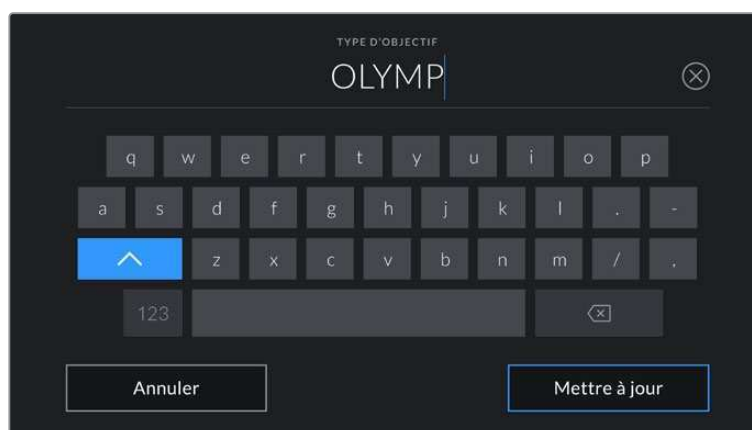 TYPE D'OBJECTIF
OLYMP
q w e r t y u i o p
a s d f g h j k l . -
z x c v b n m / ,
123
Annuler Mettre à jour